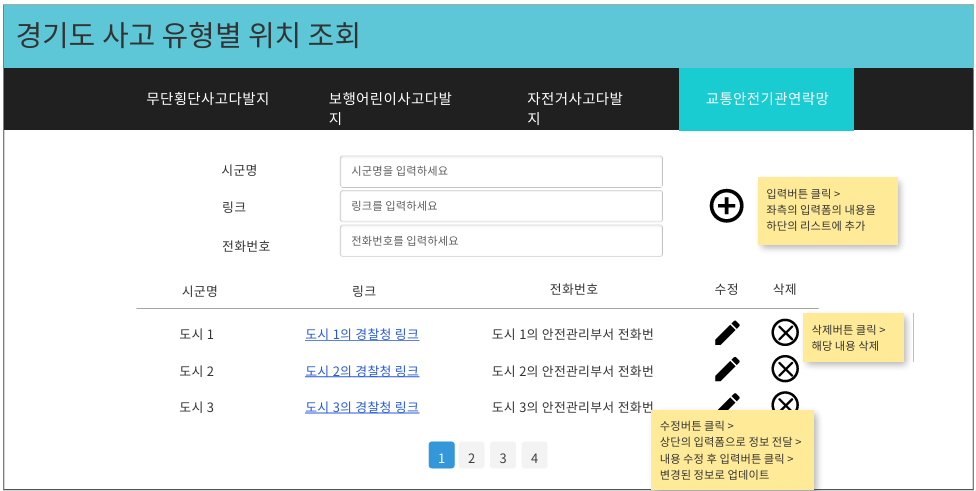 경기도 사고 유형별 위치 조회
무단횡단사고다발지
보행어린이사고다발
지
자전거사고다발
지
교통안전기관연락망
시군명
시군명을 입력하세요
링크
링크를 입력하세요
전화번호
전화번호를 입력하세요
입력버튼 클릭 >
좌측의 입력폼의 내용을
하단의 리스트에 추가
시군명 링크 전화번호 수정 삭제
도시 1 도시 1의 경찰청 링크 도시 1의 안전관리부서 전화번
도시 2 도시 2의 경찰청 링크 도시 2의 안전관리부서 전화번
도시 3 도시 3의 경찰청 링크 도시 3의 안전관리부서 전화번
삭제버튼 클릭 >
해당 내용 삭제
수정버튼 클릭 >
상단의 입력폼으로 정보 전달 >
내용 수정 후 입력버튼 클릭 >
변경된 정보로 업데이트
1 2 3 4